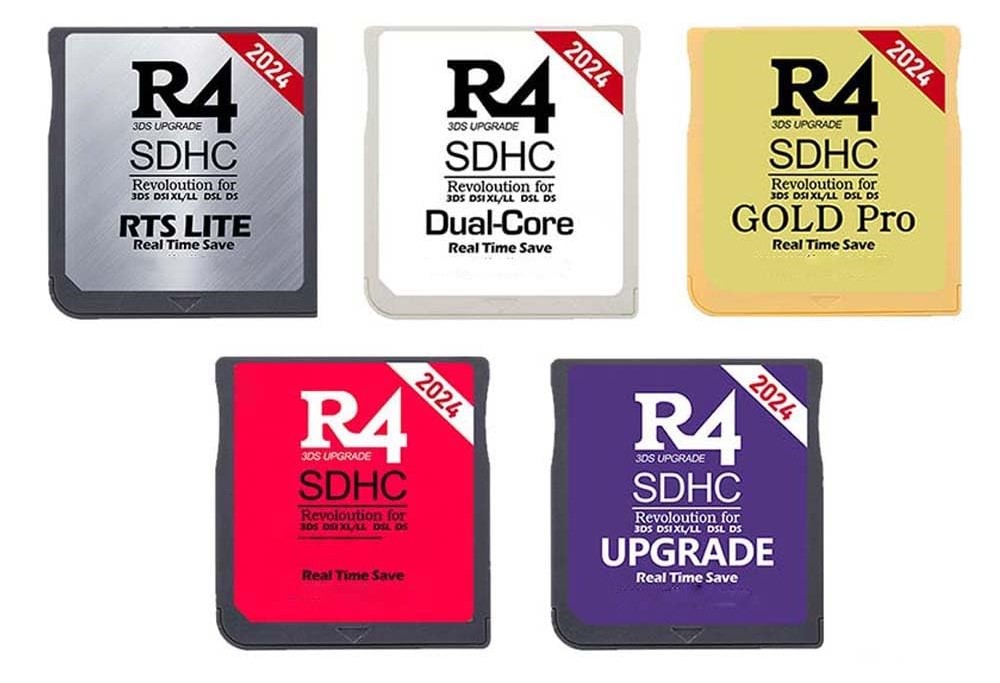 2024
R4
3DS UPGRADE
SDHC
Revoloution for
3DS DSI XL/LL DSL DS
RTS LITE
Real Time Save
2024
R4
3DS UPGRADE
SDHC
Revoloution for
3DS DSI XL/LL DSL DS
Dual-Core
Real Time Save
2024
R4
3DS UPGRADE
SDHC
Revoloution for
3DS DSI XL/LL DSL DS
GOLD Pro
Real Time Save
2024
R4
3DS UPGRADE
SDHC
Revoloution for
3DS DSI XL/LL DSL DS
Real Time Save
2024
R4
3DS UPGRADE
SDHC
Revoloution for
3DS DSI XL/LL DSL DS
UPGRADE
Real Time Save